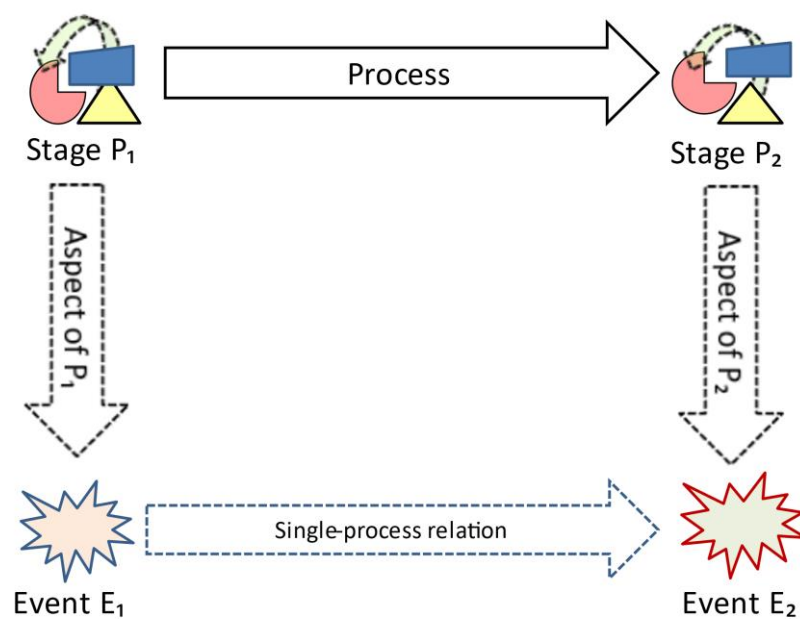 Process
Stage P₁
Stage P₂
Aspect of P₁
Aspect of P₂
Single-process relation
Event E₁
Event E₂